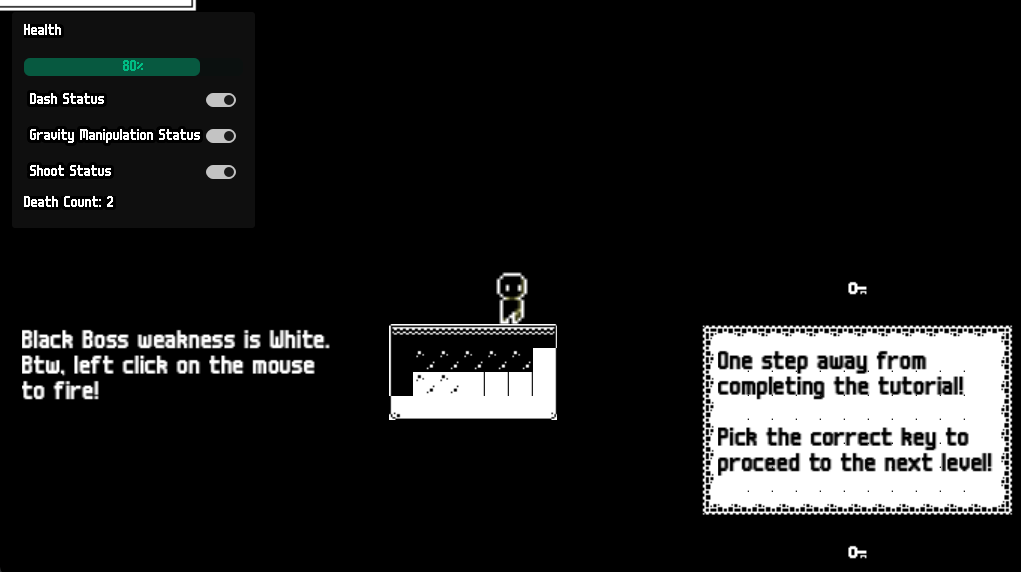 Health
80%
Dash Status
Gravity Manipulation Status
Shoot Status
Death Count: 2
Black Boss weakness is White.
Btw, left click on the mouse
to fire!
One step away from
completing the tutorial!
Pick the correct key to
proceed to the next level!